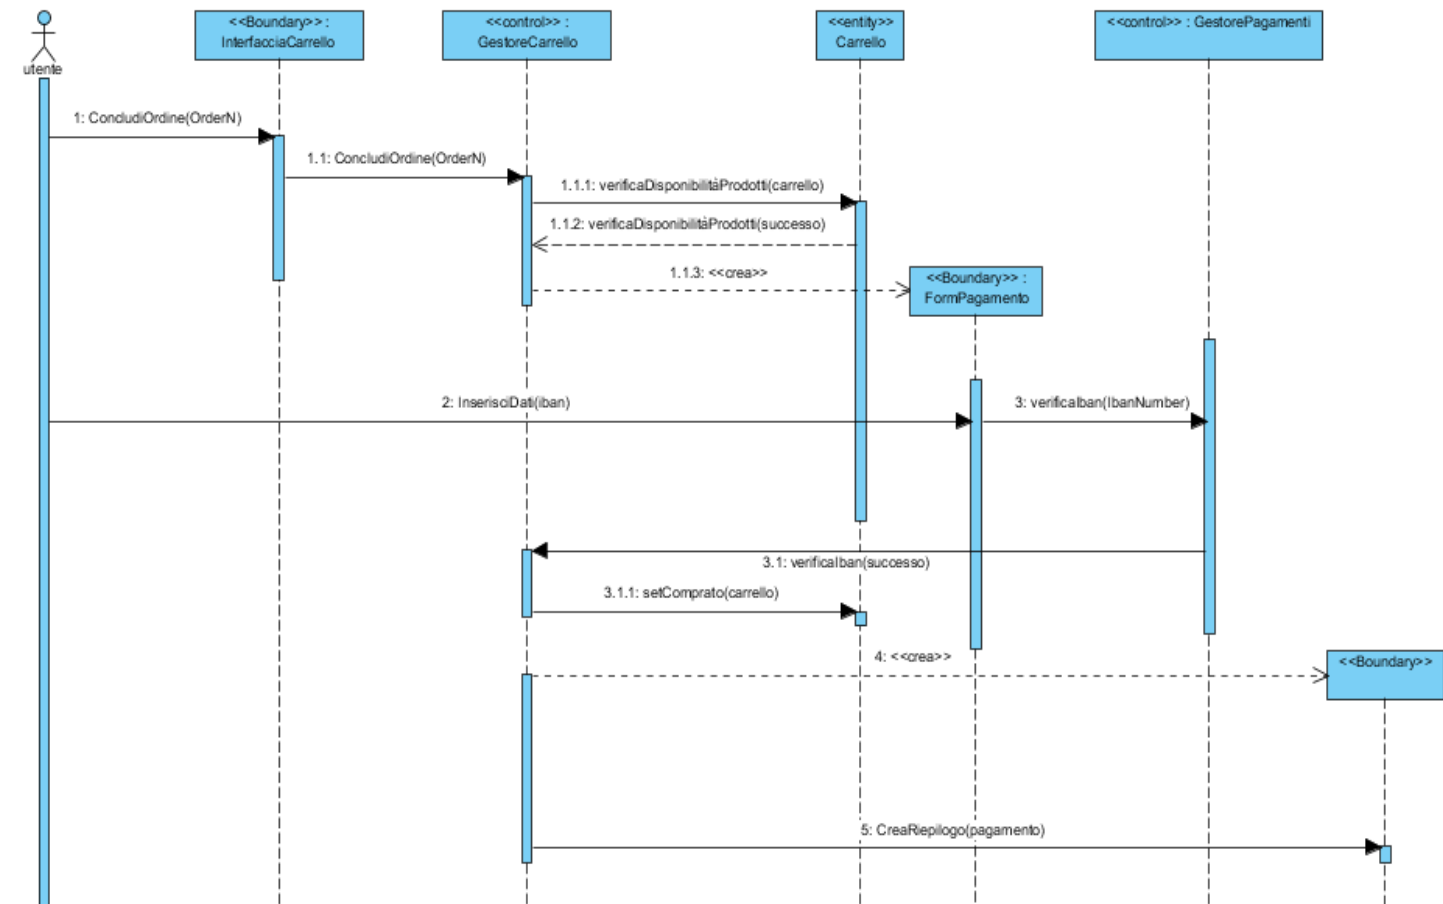 <<Boundary>> :
InterfacciaCarrello
<<control>> :
GestoreCarrello
<<entity>>
Carrello
<<control>> : GestorePagamenti
utente
1: ConcludiOrdine(OrderN)
1.1: ConcludiOrdine(OrderN)
1.1.1: verificaDisponibilitàProdotti(carrello)
1.1.2: verificaDisponibilitàProdotti(successo)
1.1.3: <<crea>>
<<Boundary>> :
FormPagamento
2: InserisciDati(iban)
3: verificaIban(IbanNumber)
3.1: verificaIban(successo)
3.1.1: setComprato(carrello)
4: <<crea>>
<<Boundary>>
5: CreaRiepilogo(pagamento)